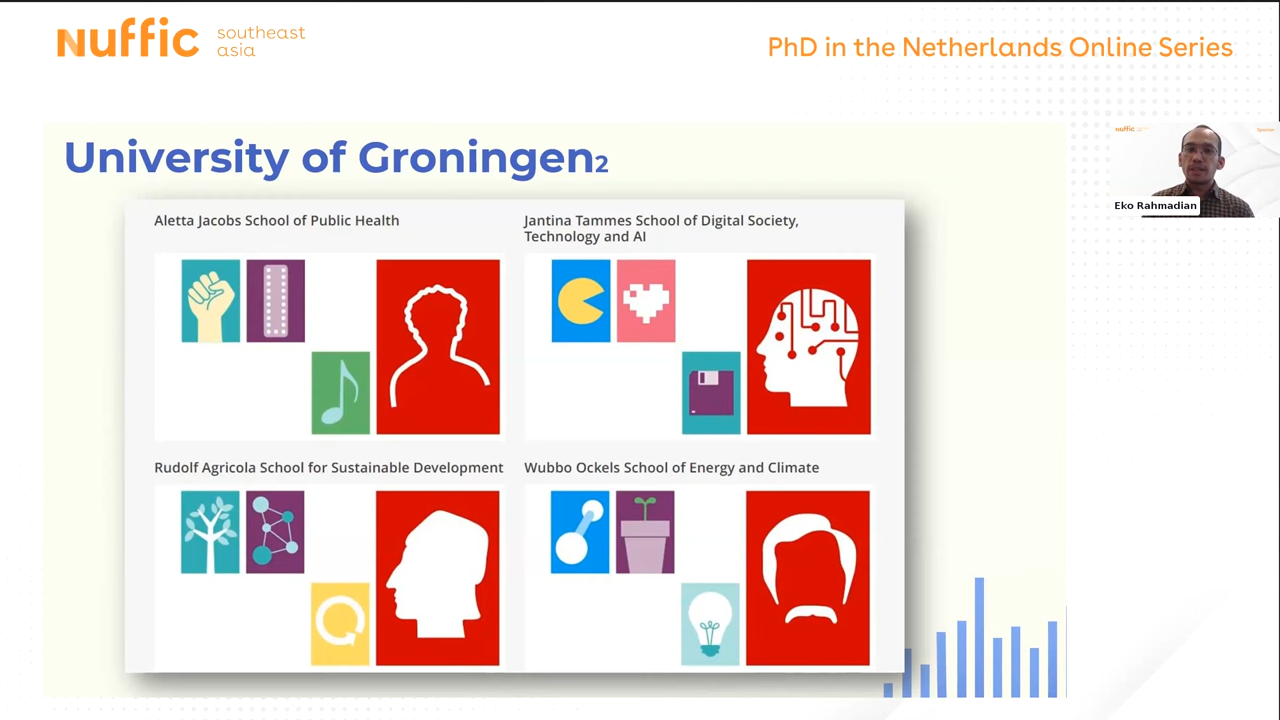 Nuffic
southeast
asia
PhD in the Netherlands Online Series
University of Groningen2
Aletta Jacobs School of Public Health
Jantina Tammes School of Digital Society,
Technology and AI
Rudolf Agricola School for Sustainable Development
Wubbo Ockels School of Energy and Climate
nuffic
Eko Rahmadian